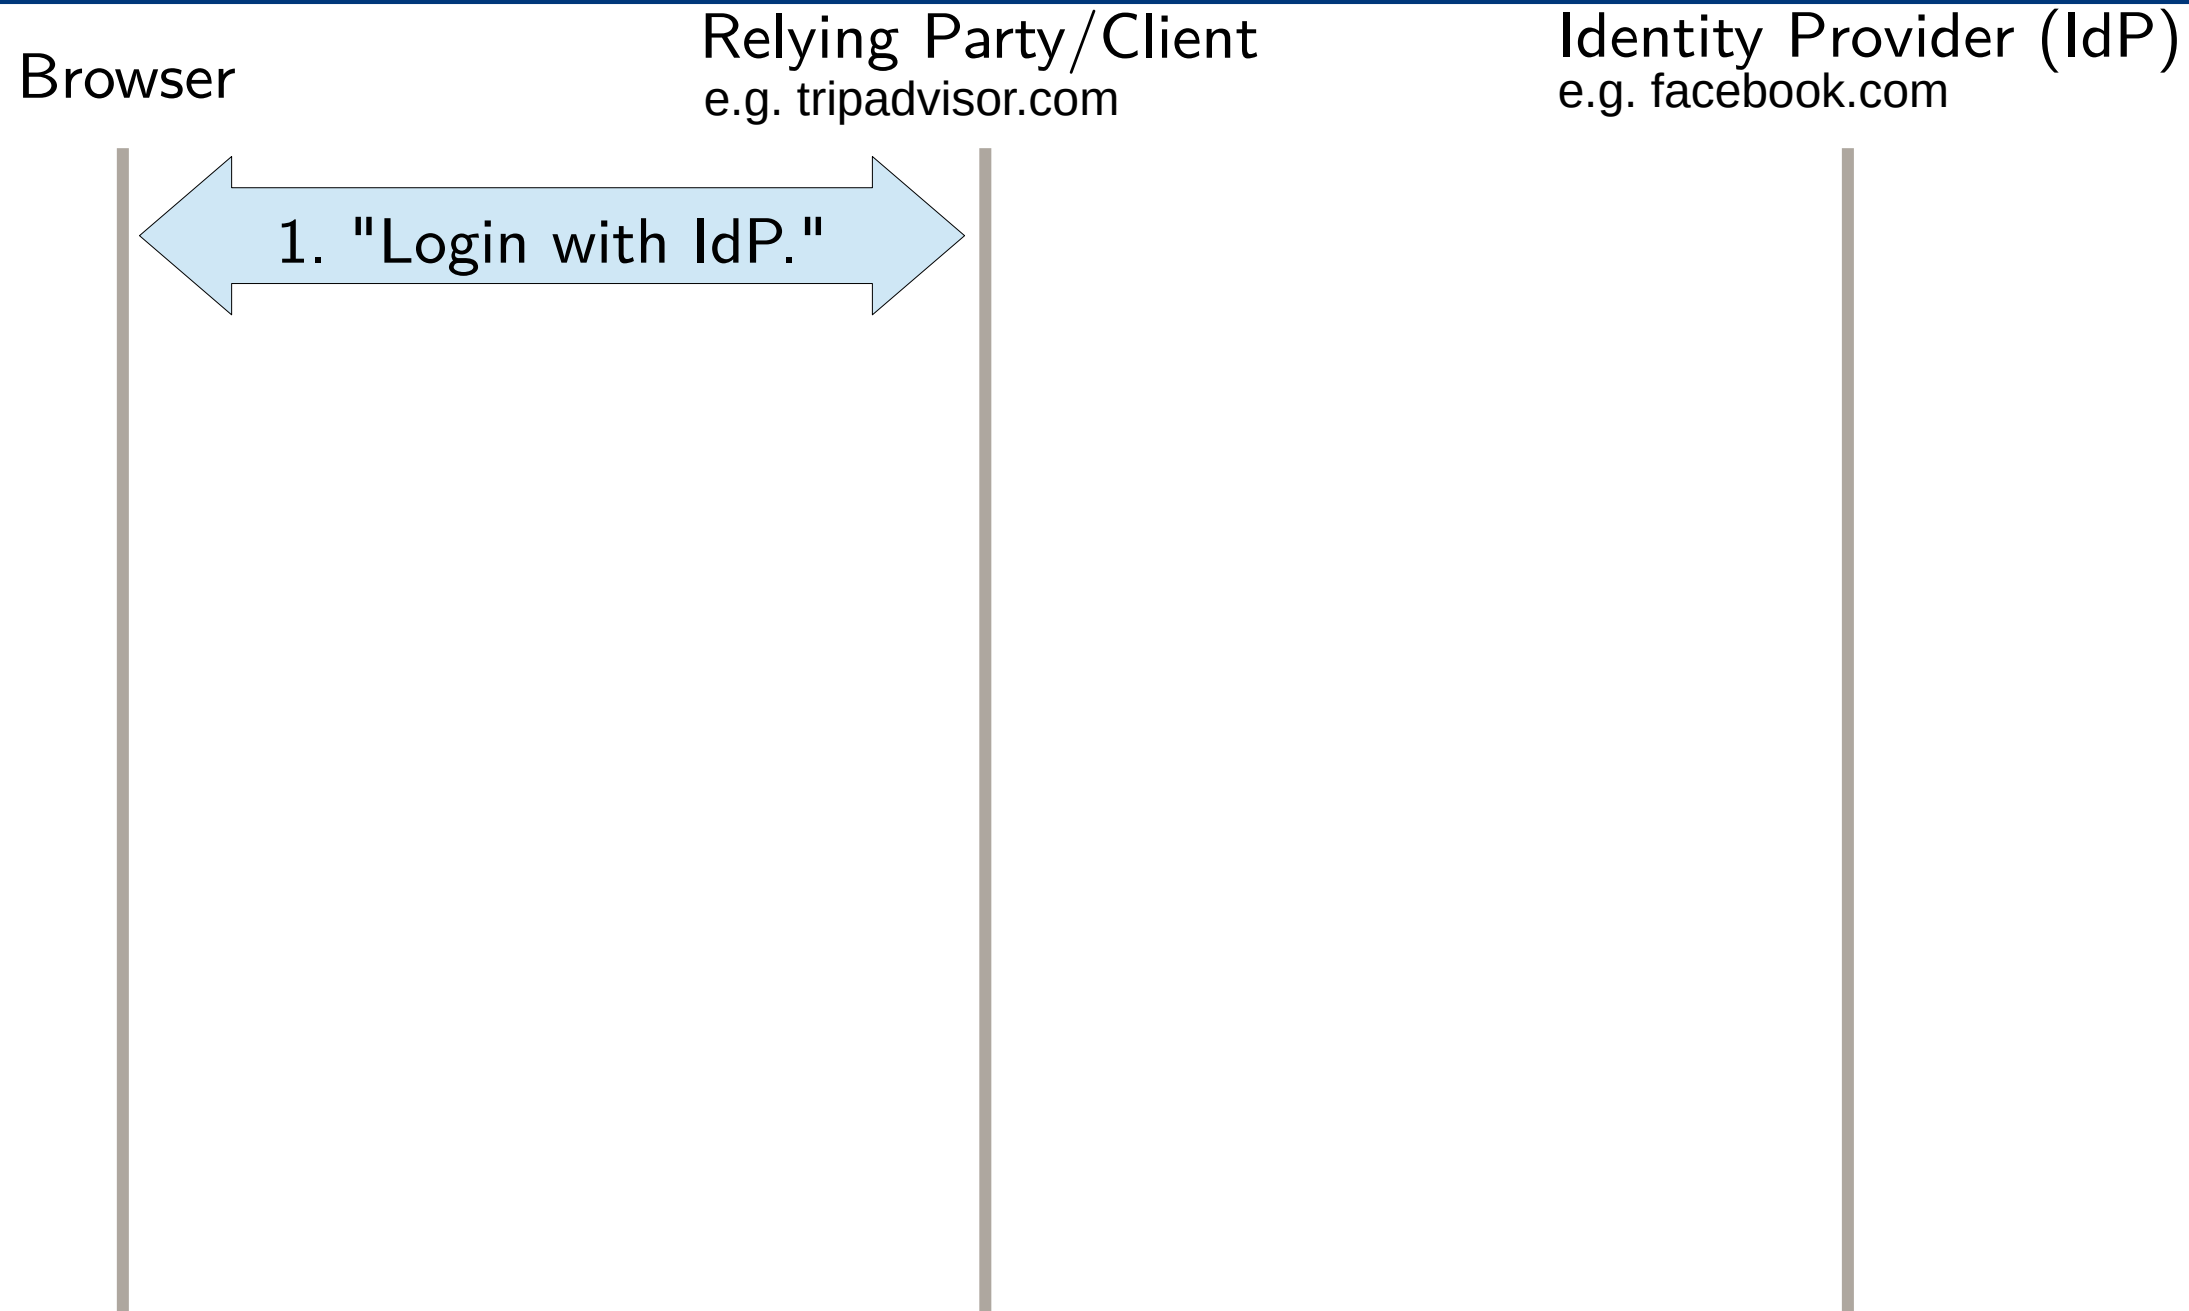 Browser
Relying Party/Client
e.g. tripadvisor.com
Identity Provider (IdP)
e.g. facebook.com
1. "Login with IdP."